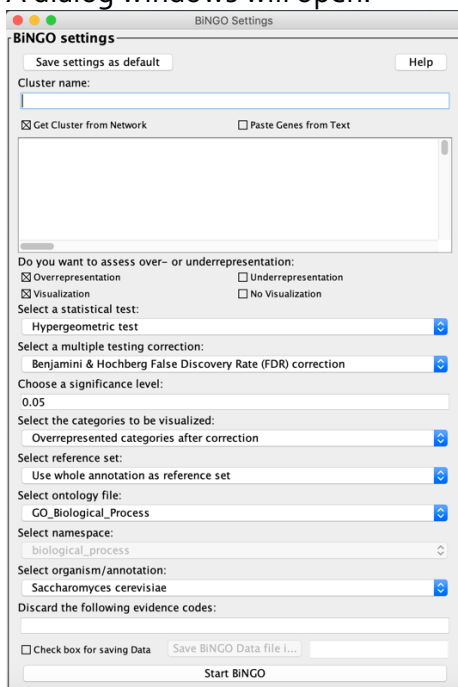 A dialog windows will open:
BiNGO Settings
BiNGO settings
Save settings as default Help
Cluster name:
Get Cluster from Network Paste Genes from Text
Do you want to assess over- or underrepresentation:
Overrepresentation Underrepresentation
Visualization No Visualization
Select a statistical test:
Hypergeometric test
Select a multiple testing correction:
Benjamini & Hochberg False Discovery Rate (FDR) correction
Choose a significance level:
0.05
Select the categories to be visualized:
Overrepresented categories after correction
Select reference set:
Use whole annotation as reference set
Select ontology file:
GO_Biological_Process
Select namespace:
biological_process
Select organism/annotation:
Saccharomyces cerevisiae
Discard the following evidence codes:
Check box for saving Data Save BiNGO Data file i...
Start BiNGO